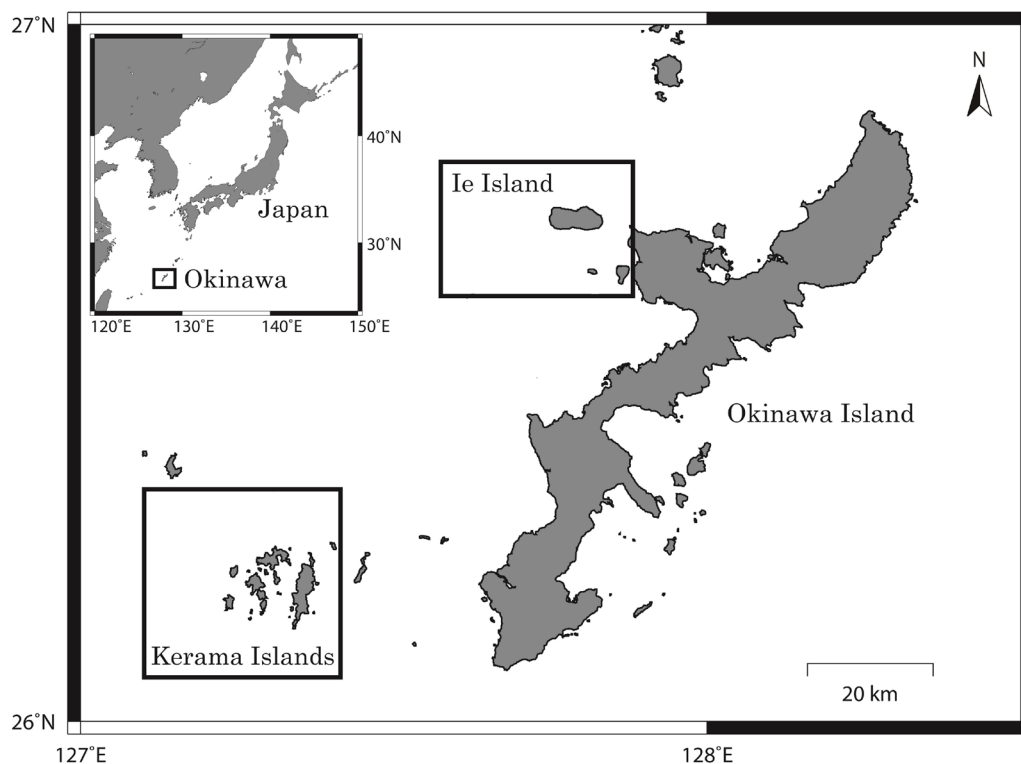 27˚N
N
40˚N
Ie Island
Japan
30˚N
Okinawa
120˚E
130˚E
140˚E
150˚E
Okinawa Island
Kerama Islands
20 km
26˚N
127˚E
128˚E